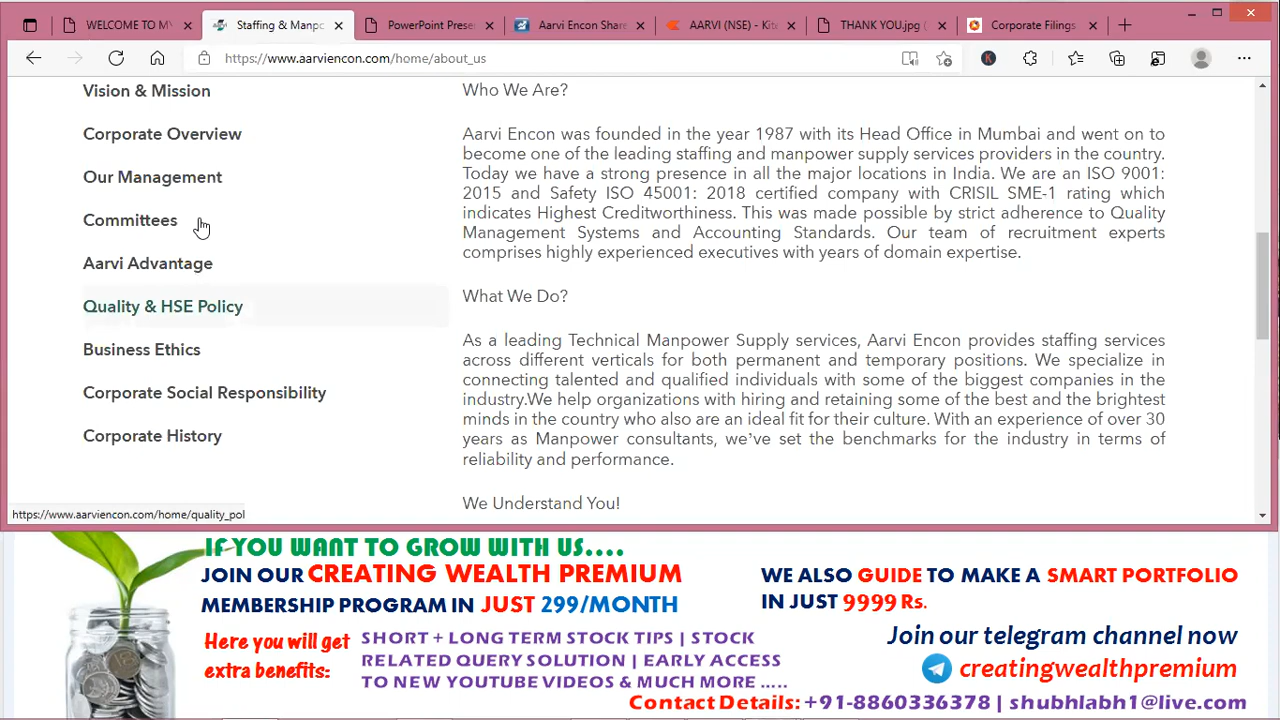 WELCOME TO MY
Staffing & Manpo
PowerPoint Prese
Aarvi Encon Share
AARVI (NSE) - Kite
THANK YOU.jpg (
Corporate Filings
https://www.aarviencon.com/home/about_us
Vision & Mission
Corporate Overview
Our Management
Committees
Aarvi Advantage
Quality & HSE Policy
Business Ethics
Corporate Social Responsibility
Corporate History
Who We Are?
Aarvi Encon was founded in the year 1987 with its Head Office in Mumbai and went on to
become one of the leading staffing and manpower supply services providers in the country.
Today we have a strong presence in all the major locations in India. We are an ISO 9001:
2015 and Safety ISO 45001: 2018 certified company with CRISIL SME-1 rating which
indicates Highest Creditworthiness. This was made possible by strict adherence to Quality
Management Systems and Accounting Standards. Our team of recruitment experts
comprises highly experienced executives with years of domain expertise.
What We Do?
As a leading Technical Manpower Supply services, Aarvi Encon provides staffing services
across different verticals for both permanent and temporary positions. We specialize in
connecting talented and qualified individuals with some of the biggest companies in the
industry.We help organizations with hiring and retaining some of the best and the brightest
minds in the country who also are an ideal fit for their culture. With an experience of over 30
years as Manpower consultants, we've set the benchmarks for the industry in terms of
reliability and performance.
We Understand You!
https://www.aarviencon.com/home/quality_pol
IF YOU WANT TO GROW WITH US....
JOIN OUR CREATING WEALTH PREMIUM
MEMBERSHIP PROGRAM IN JUST 299/MONTH
Here you will get
extra benefits:
SHORT + LONG TERM STOCK TIPS | STOCK
RELATED QUERY SOLUTION | EARLY ACCESS
TO NEW YOUTUBE VIDEOS & MUCH MORE .....
WE ALSO GUIDE TO MAKE A SMART PORTFOLIO
IN JUST 9999 Rs.
Join our telegram channel now
creatingwealthpremium
Contact Details: +91-8860336378 | shubhlabh1@live.com